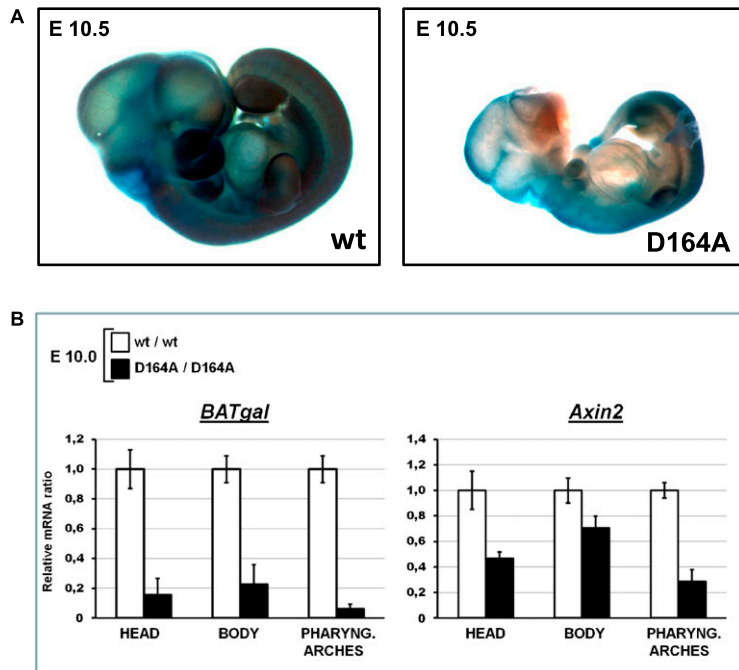 A
E 10.5
wt
E 10.5
D164A
B
E 10.0
wt / wt
D164A / D164A
BATgal
Relative mRNA ratio
1,2
1,0
0,8
0,6
0,4
0,2
0
HEAD
BODY
PHARYNG.
ARCHES
Axin2
1,4
1,2
1,0
0,8
0,6
0,4
0,2
0
HEAD
BODY
PHARYNG.
ARCHES